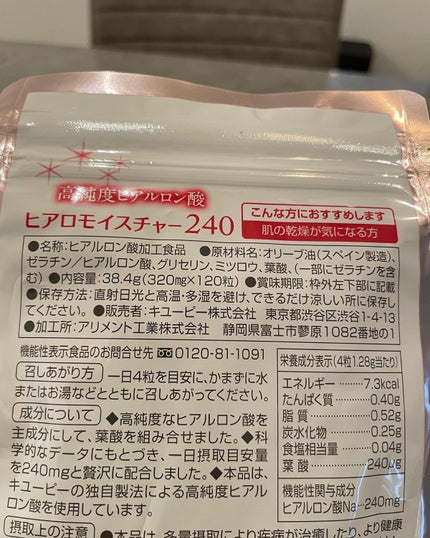 高純度ヒアルロン酸
ヒアロモイスチャー240
こんな方におすすめします
肌の乾燥が気になる方
●名称:ヒアルロン酸加工食品 ●原材料名:オリーブ油(スペイン製造)、
ゼラチン/ヒアルロン酸、グリセリン、ミツロウ、葉酸、(一部にゼラチンを含
む) ●内容量:38.4g(320mg×120粒) ●賞味期限:枠外左下部に記載
●保存方法:直射日光と高温・多湿を避け、できるだけ涼しい所に保存し
てください。 ●販売者:キユーピー株式会社 東京都渋谷区渋谷1-4-13
●加工所:アリメント工業株式会社 静岡県富士市蓼原1082番地の1
機能性表示食品のお問合せ先 0120-81-1091
召しあがり方 一日4粒を目安に、かまずに水
またはお湯などとともに召しあがってください。
成分について ◆高純度なヒアルロン酸を
主成分にして、葉酸を組み合せました。◆科
学的なデータにもとづき、一日摂取目安量
を240mgと贅沢に配合しました。◆本品は、
キユーピーの独自製法による高純度ヒアル
ロン酸を使用しています。
栄養成分表示(4粒1.28g当たり)
エネルギー……7.3kcal
たんぱく質……0.40g
脂質……0.52g
炭水化物……0.25g
食塩相当量……0.04g
葉酸……240μg
機能性関与成分
ヒアルロン酸Na…240mg
摂取上の注意 ●本品は、多量摂取により疾病が治癒したり、より健康